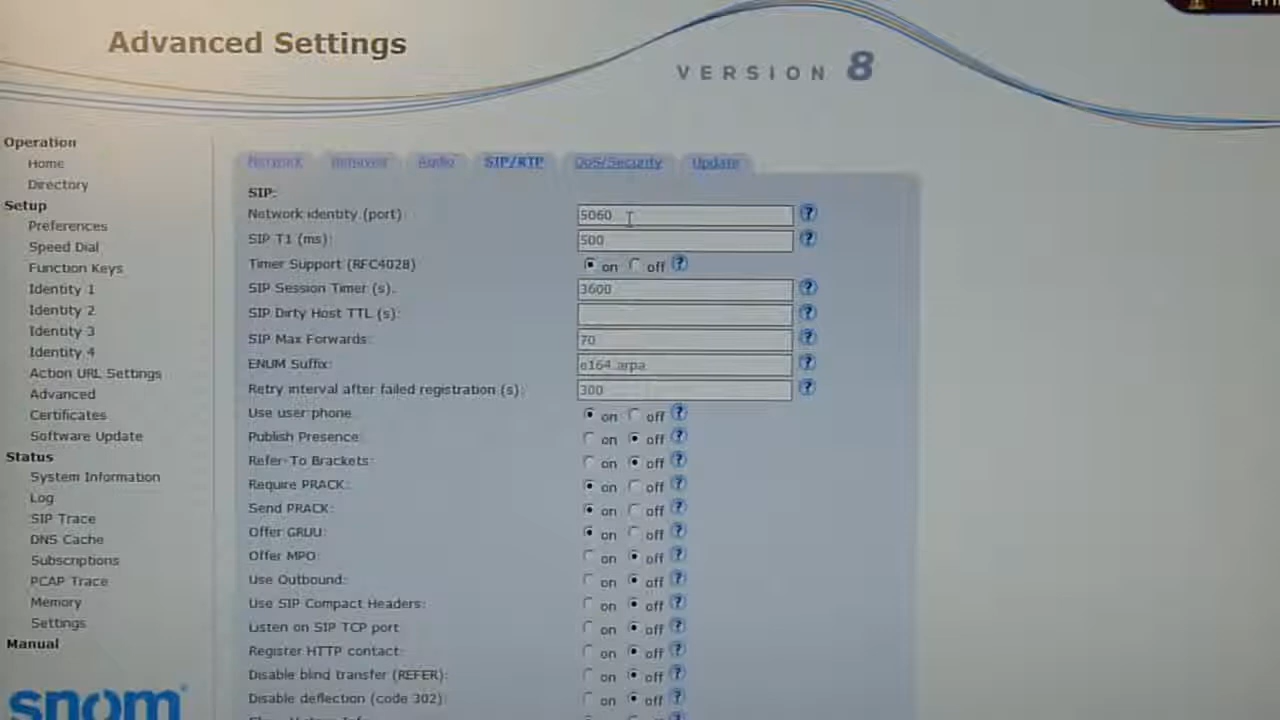 Advanced Settings
VERSION 8
Operation
Home
Directory
Setup
Preferences
Speed Dial
Function Keys
Identity 1
Identity 2
Identity 3
Identity 4
Action URL Settings
Advanced
Certificates
Software Update
Status
System Information
Log
SIP Trace
DNS Cache
Subscriptions
PCAP Trace
Memory
Settings
Manual
snom
Network Behavior Audio SIP/RTP QoS/Security Update
SIP:
Network identity (port): 5060 ?
SIP T1 (ms): 500 ?
Timer Support (RFC4028) on off ?
SIP Session Timer (s): 3600 ?
SIP Dirty Host TTL (s): ?
SIP Max Forwards: 70 ?
ENUM Suffix: e164.arpa ?
Retry interval after failed registration (s): 300 ?
Use user phone: on off ?
Publish Presence: on off ?
Refer-To Brackets: on off ?
Require PRACK: on off ?
Send PRACK: on off ?
Offer GRUU: on off ?
Offer MPO: on off ?
Use Outbound: on off ?
Use SIP Compact Headers: on off ?
Listen on SIP TCP port: on off ?
Register HTTP contact: on off ?
Disable blind transfer (REFER): on off ?
Disable deflection (code 302): on off ?